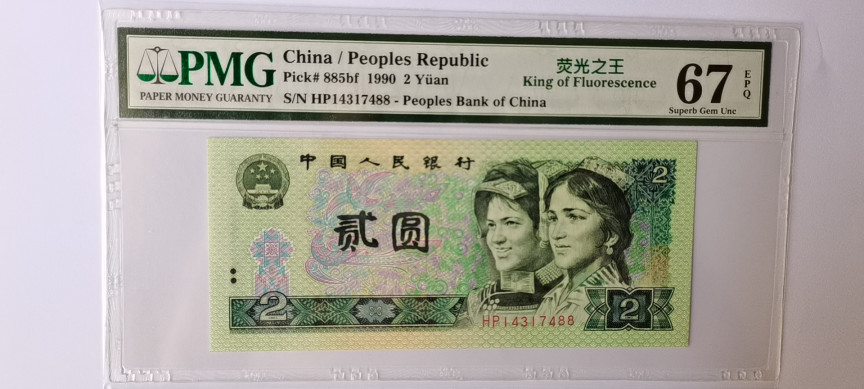 PMG
PAPER MONEY GUARANTY
China / Peoples Republic
Pick# 885bf 1990 2 Yüan
S/N HP14317488 - Peoples Bank of China
荧光之王
King of Fluorescence
67
EPQ
Superb Gem Unc
中国人民银行
2
贰圆
2
2
HP14317488